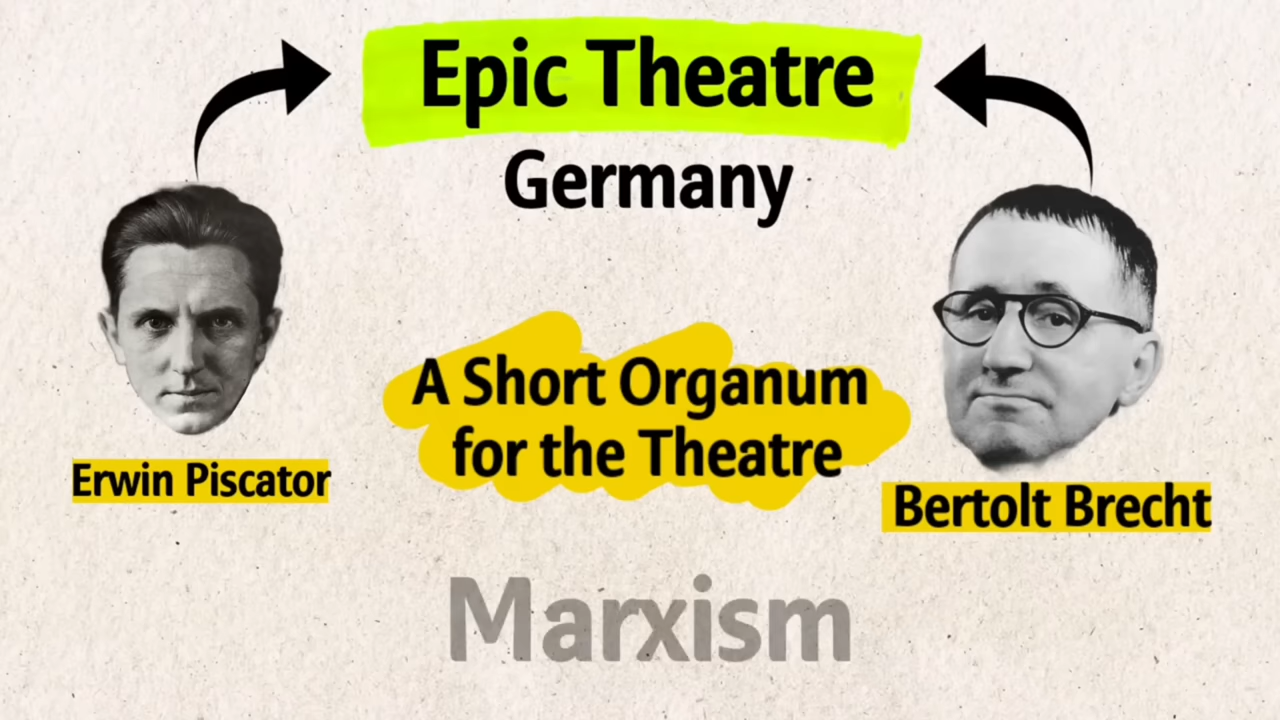 Epic Theatre
Germany
A Short Organum
for the Theatre
Erwin Piscator
Bertolt Brecht
Marxism